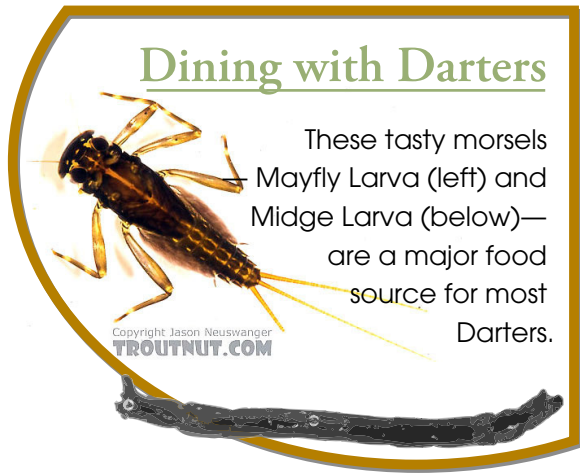 Dining with Darters
These tasty morsels
— Mayfly Larva (left) and
Midge Larva (below)—
are a major food
source for most
Darters.
Copyright Jason Neuswanger
TROUTNUT.COM